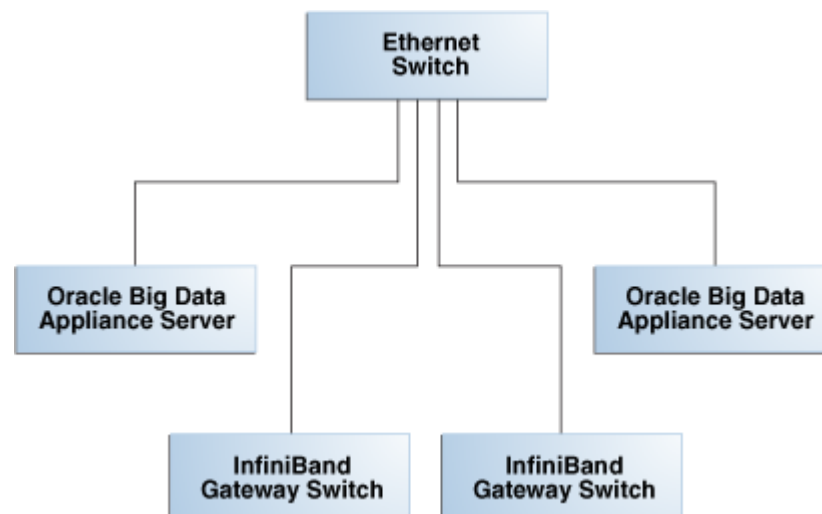 Ethernet
Switch
Oracle Big Data
Appliance Server
Oracle Big Data
Appliance Server
InfiniBand
Gateway Switch
InfiniBand
Gateway Switch